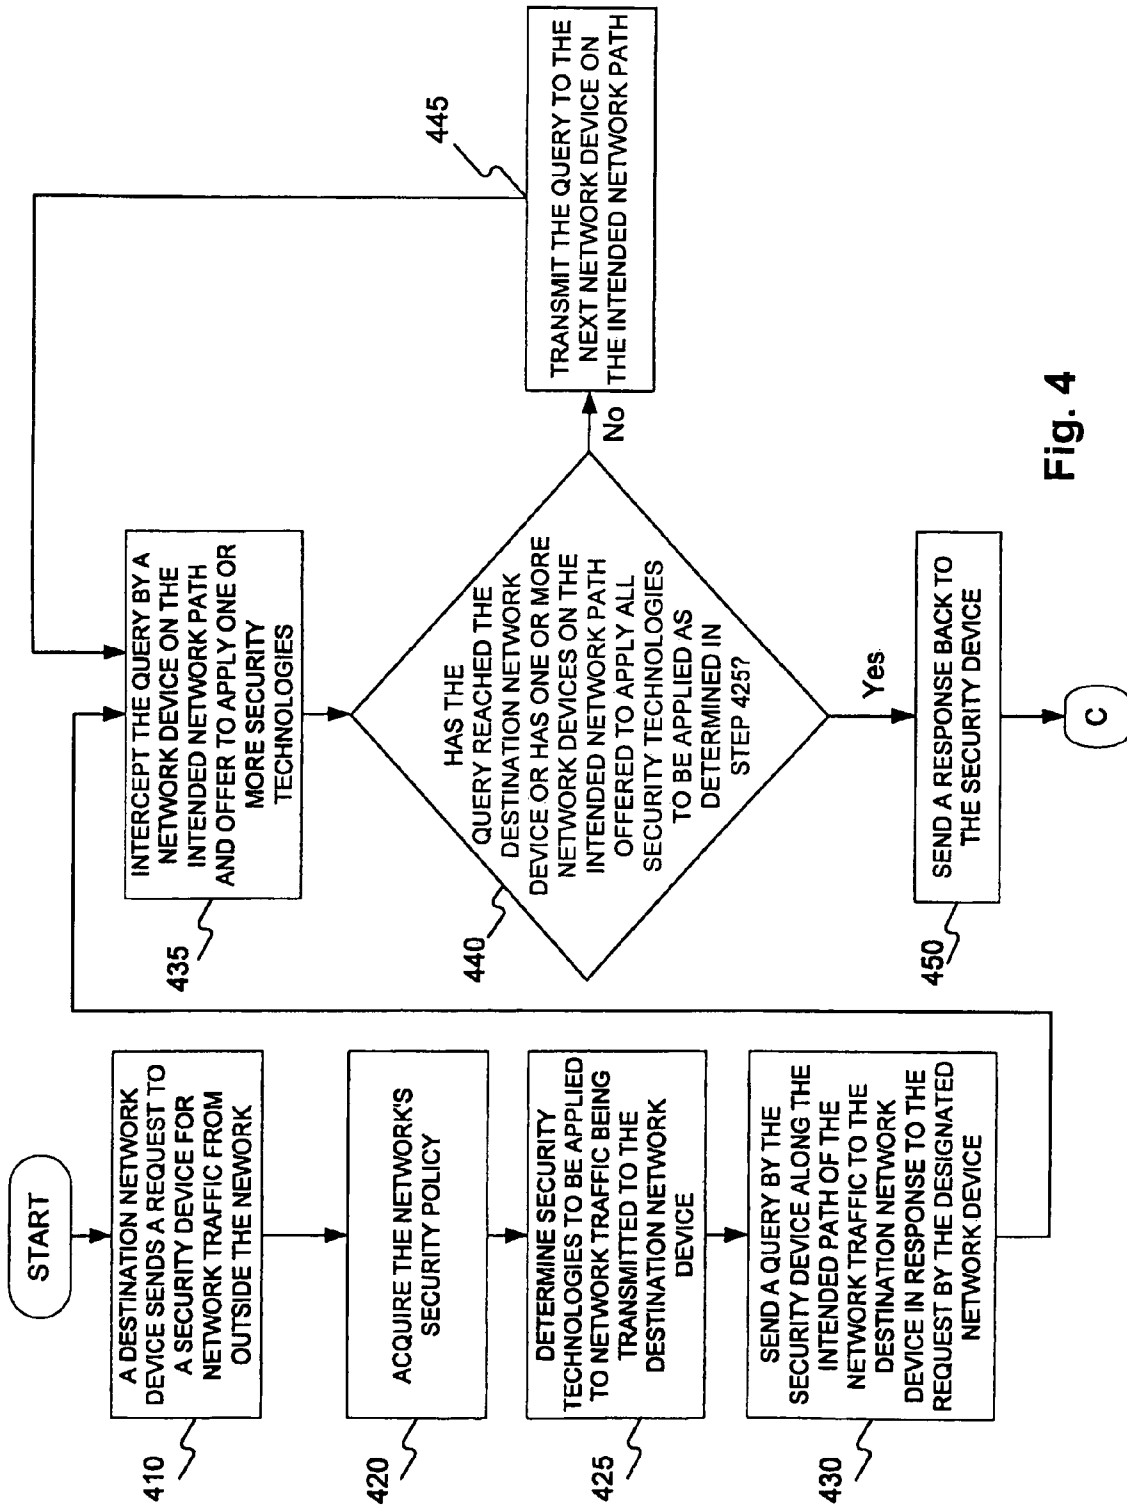 START
410
A DESTINATION NETWORK
DEVICE SENDS A REQUEST TO
A SECURITY DEVICE FOR
NETWORK TRAFFIC FROM
OUTSIDE THE NEWORK
420
ACQUIRE THE NETWORK'S
SECURITY POLICY
425
DETERMINE SECURITY
TECHNOLOGIES TO BE APPLIED
TO NETWORK TRAFFIC BEING
TRANSMITTED TO THE
DESTINATION NETWORK
DEVICE
430
SEND A QUERY BY THE
SECURITY DEVICE ALONG THE
INTENDED PATH OF THE
NETWORK TRAFFIC TO THE
DESTINATION NETWORK
DEVICE IN RESPONSE TO THE
REQUEST BY THE DESIGNATED
NETWORK DEVICE
435
INTERCEPT THE QUERY BY A
NETWORK DEVICE ON THE
INTENDED NETWORK PATH
AND OFFER TO APPLY ONE OR
MORE SECURITY
TECHNOLOGIES
440
HAS THE
QUERY REACHED THE
DESTINATION NETWORK
DEVICE OR HAS ONE OR MORE
NETWORK DEVICES ON THE
INTENDED NETWORK PATH
OFFERED TO APPLY ALL
SECURITY TECHNOLOGIES
TO BE APPLIED AS
DETERMINED IN
STEP 425?
No
445
TRANSMIT THE QUERY TO THE
NEXT NETWORK DEVICE ON
THE INTENDED NETWORK PATH
Yes
450
SEND A RESPONSE BACK TO
THE SECURITY DEVICE
C
Fig. 4